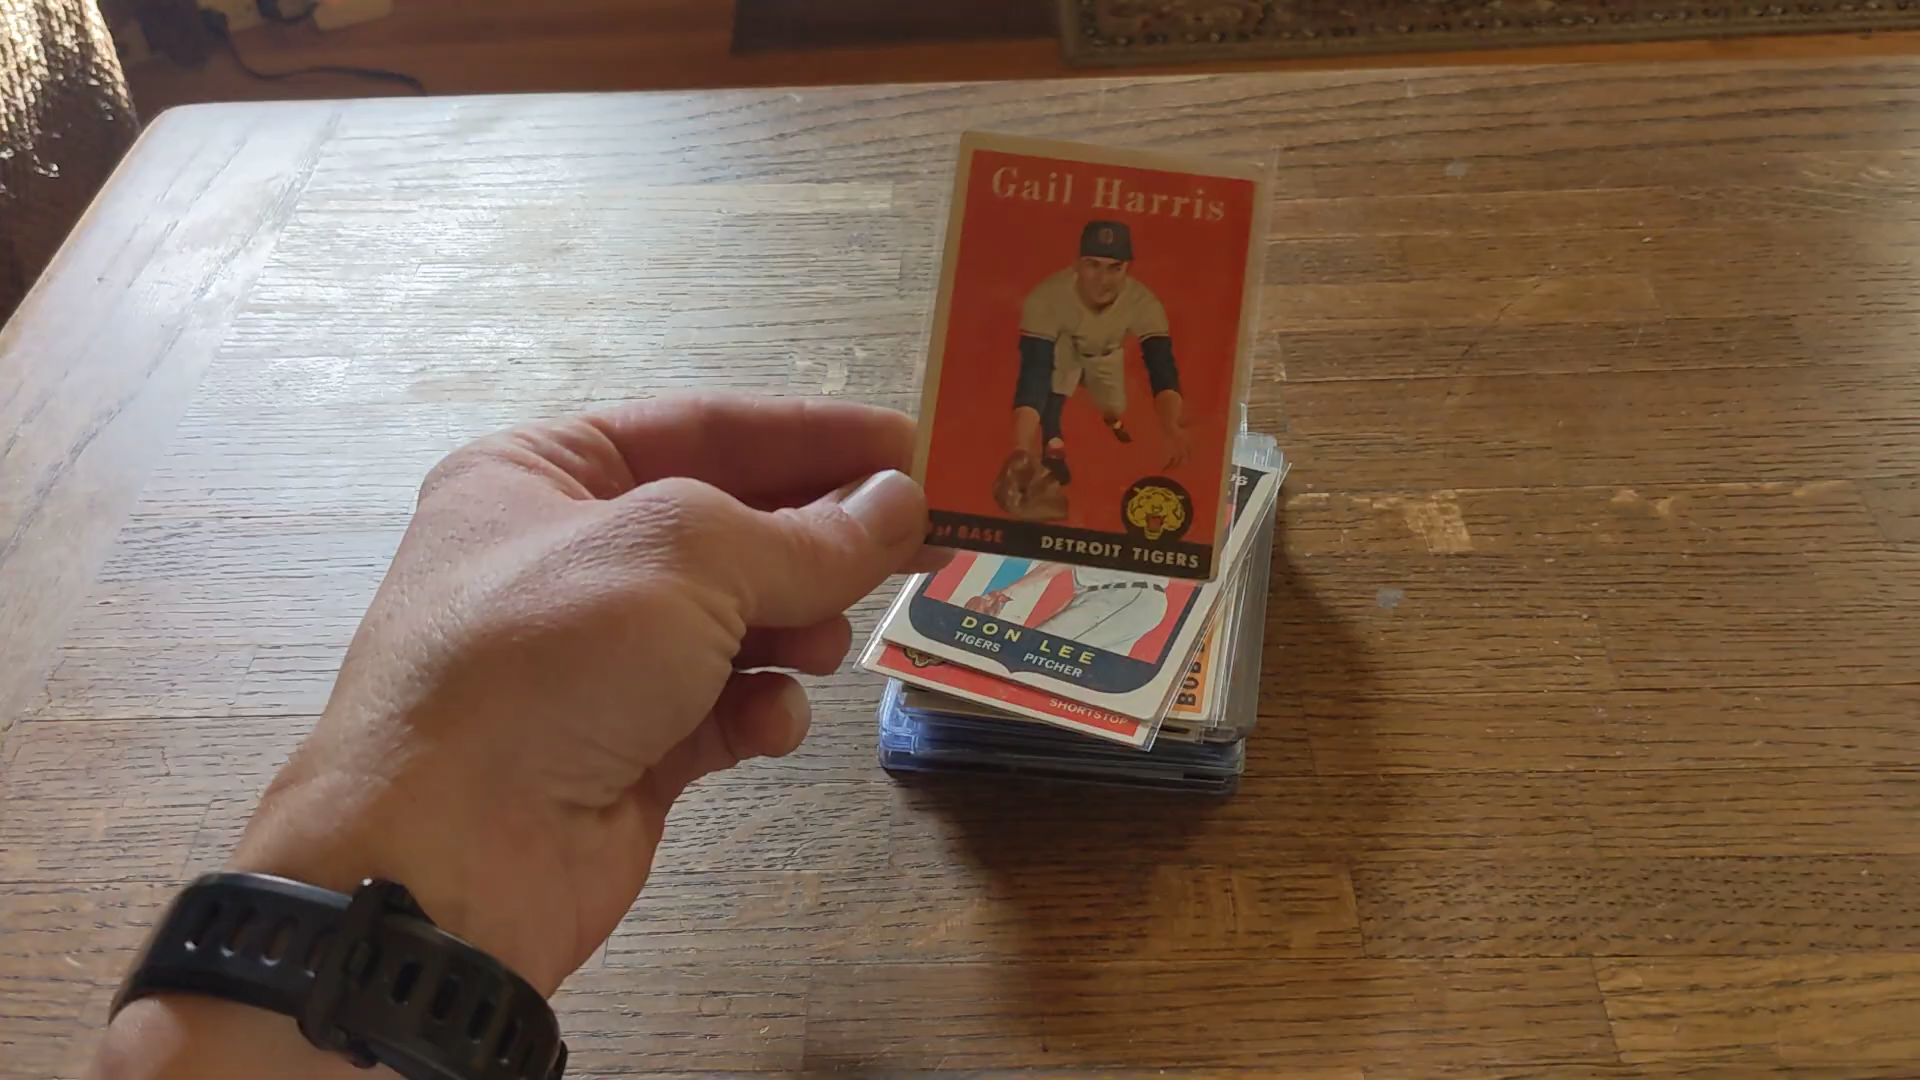 Gail Harris
1st BASE DETROIT TIGERS
DON LEE
TIGERS PITCHER
SHORTSTOP